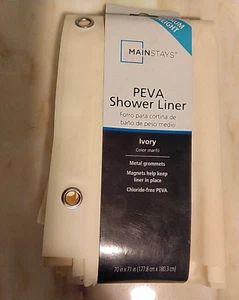 MAINSTAYS®
PEVA
Shower Liner
Forro para cortina de
baño de peso medio
Ivory
Color marfil
Metal grommets
Magnets help keep
liner in place
Chloride-free PEVA
70 in x 71 in (177.8 cm x 180.3 cm)